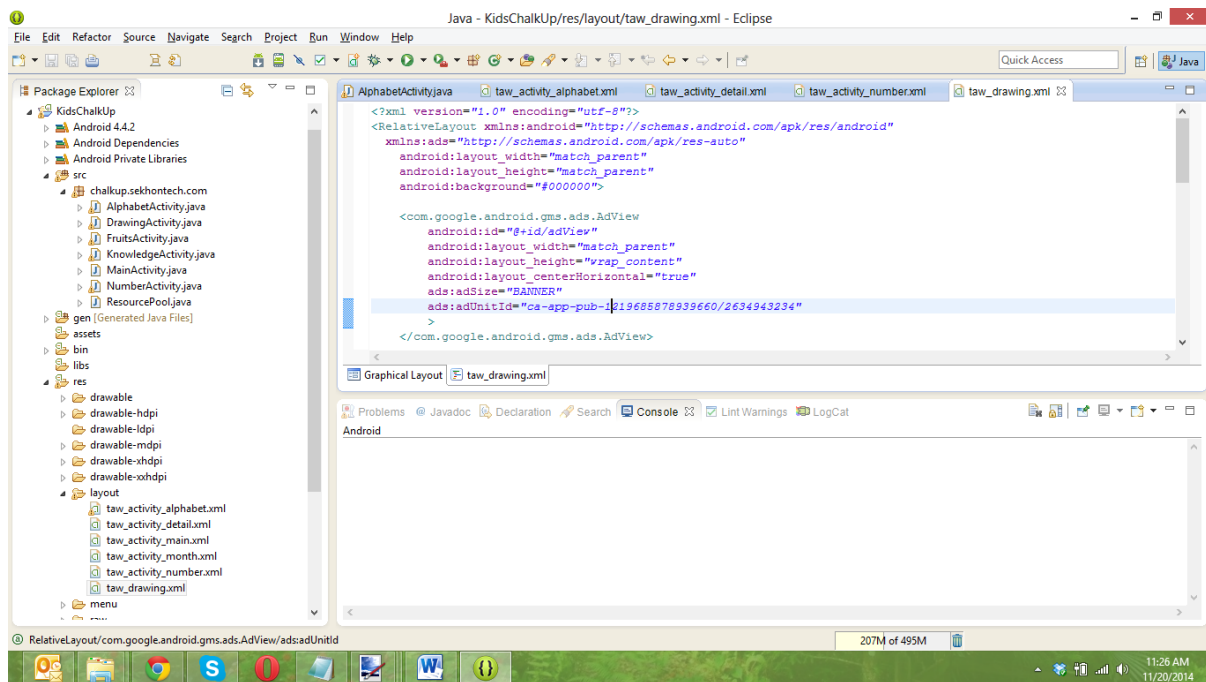 Java - KidsChalkUp/res/layout/taw_drawing.xml - Eclipse
File Edit Refactor Source Navigate Search Project Run Window Help
Quick Access
Java
Package Explorer
KidsChalkUp
Android 4.4.2
Android Dependencies
Android Private Libraries
src
chalkup.sekhontech.com
AlphabetActivity.java
DrawingActivity.java
FruitsActivity.java
KnowledgeActivity.java
MainActivity.java
NumberActivity.java
ResourcePool.java
gen [Generated Java Files]
assets
bin
libs
res
drawable
drawable-hdpi
drawable-ldpi
drawable-mdpi
drawable-xhdpi
drawable-xxhdpi
layout
taw_activity_alphabet.xml
taw_activity_detail.xml
taw_activity_main.xml
taw_activity_month.xml
taw_activity_number.xml
taw_drawing.xml
menu
AlphabetActivity.java taw_activity_alphabet.xml taw_activity_detail.xml taw_activity_number.xml taw_drawing.xml
<?xml version="1.0" encoding="utf-8"?>
<RelativeLayout xmlns:android="http://schemas.android.com/apk/res/android"
xmlns:ads="http://schemas.android.com/apk/res-auto"
android:layout_width="match_parent"
android:layout_height="match_parent"
android:background="#000000">
<com.google.android.gms.ads.AdView
android:id="@+id/adView"
android:layout_width="match_parent"
android:layout_height="wrap_content"
android:layout_centerHorizontal="true"
ads:adSize="BANNER"
ads:adUnitId="ca-app-pub-1219685878939660/2634943234"
>
</com.google.android.gms.ads.AdView>
Graphical Layout taw_drawing.xml
Problems @ Javadoc Declaration Search Console Lint Warnings LogCat
Android
RelativeLayout/com.google.android.gms.ads.AdView/ads:adUnitId
207M of 495M
11:26 AM
11/20/2014